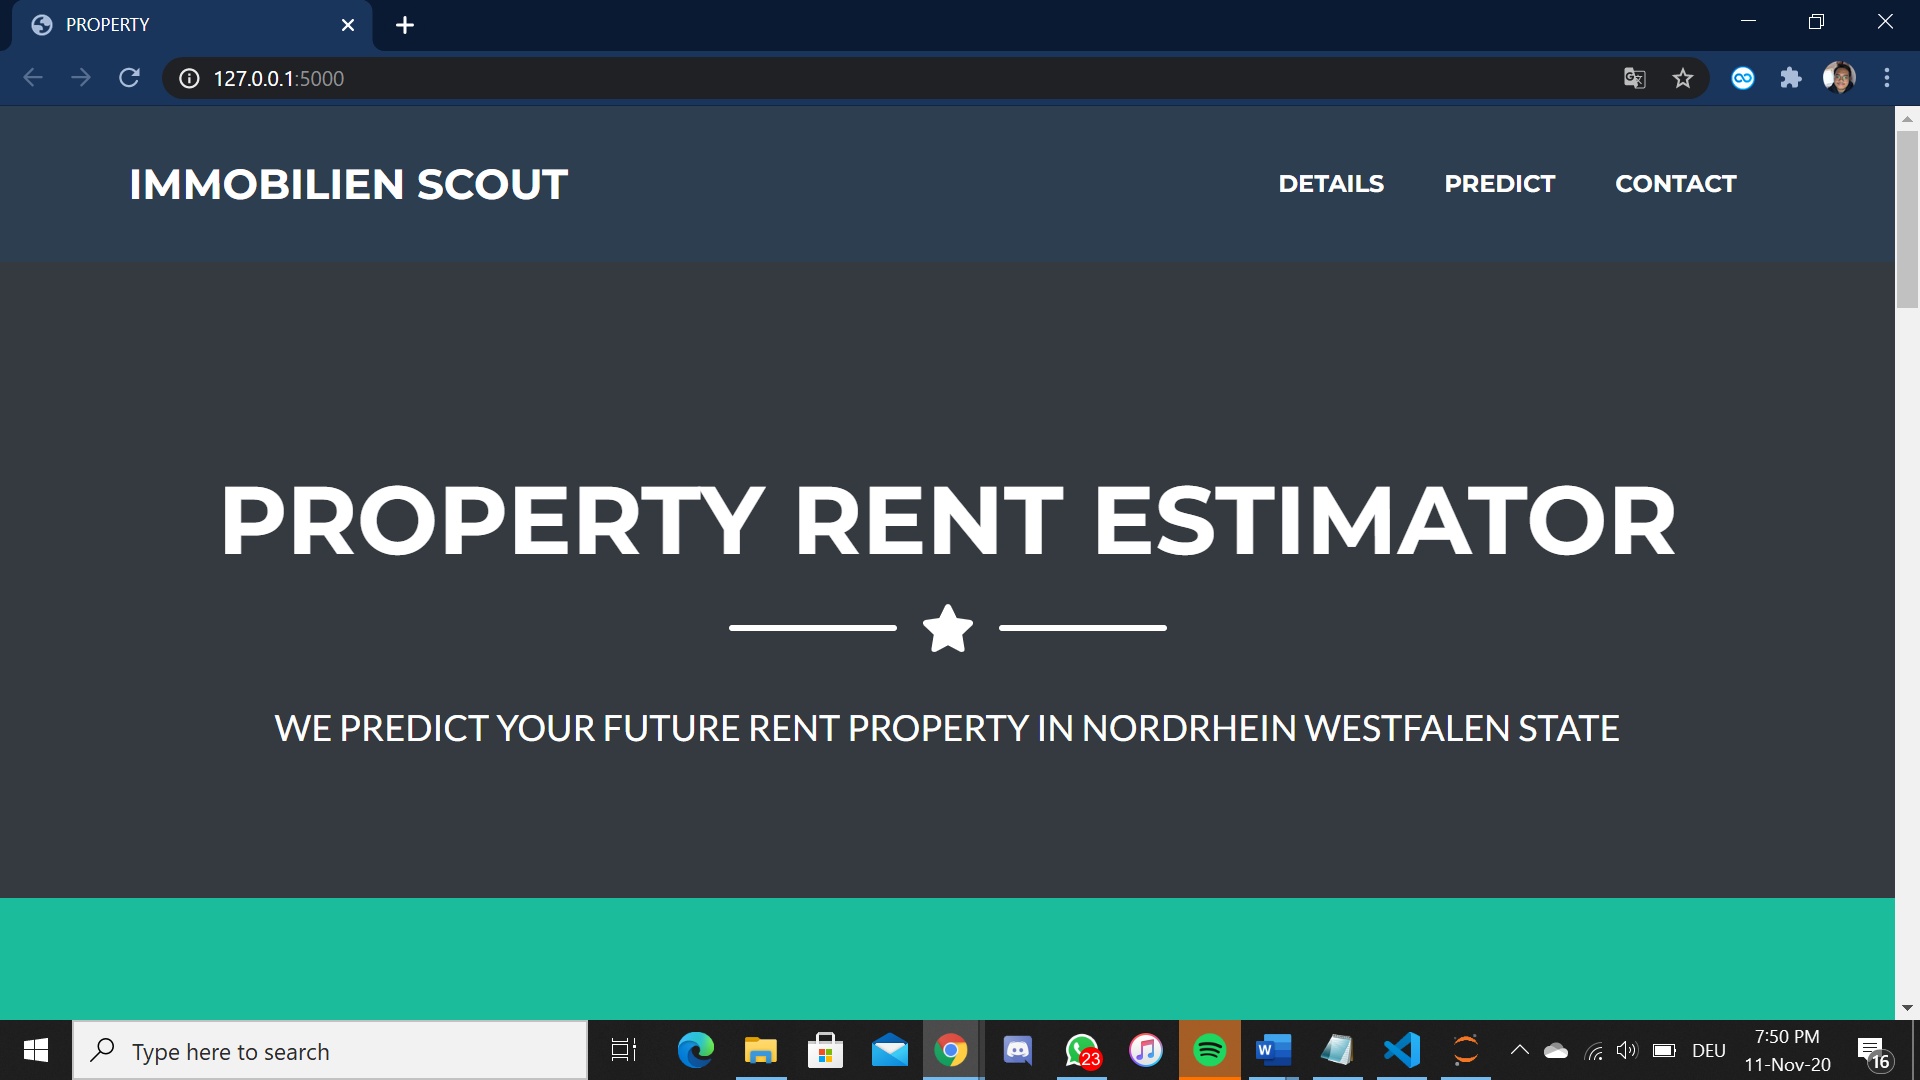 PROPERTY
127.0.0.1:5000
IMMOBILIEN SCOUT
DETAILS PREDICT CONTACT
PROPERTY RENT ESTIMATOR
WE PREDICT YOUR FUTURE RENT PROPERTY IN NORDRHEIN WESTFALEN STATE
Type here to search
23
W
DEU
7:50 PM
11-Nov-20
16